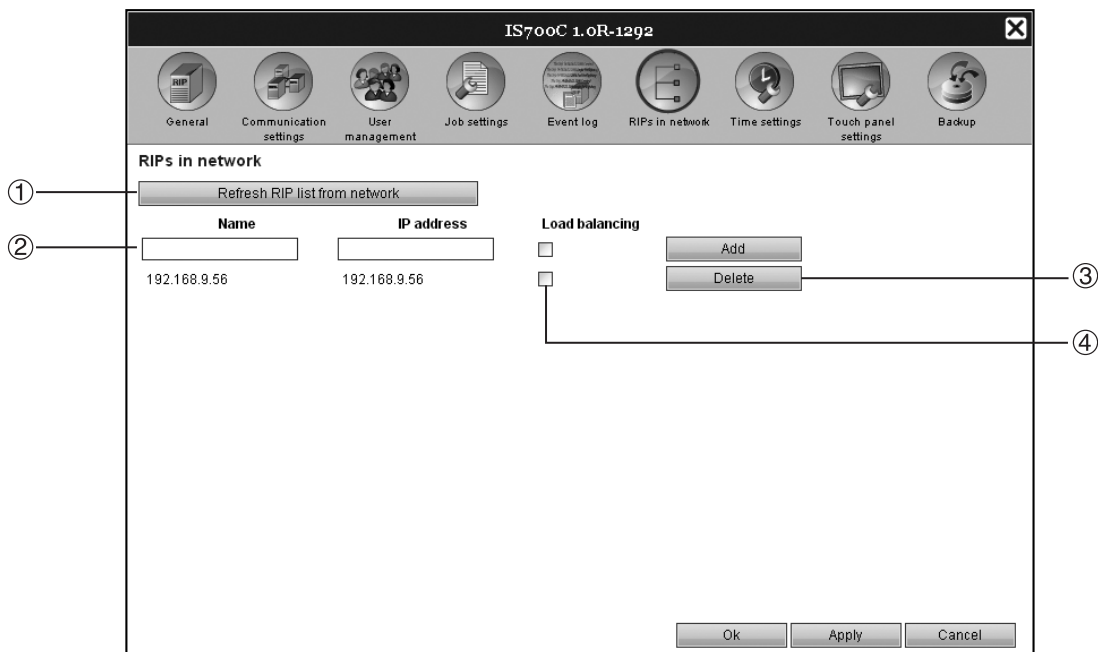 IS700C 1.0R-1292
RIP
General
Communication settings
User management
Job settings
Event log
RIPs in network
Time settings
Touch panel settings
Backup
RIPs in network
① Refresh RIP list from network
Name IP address Load balancing
② Add
192.168.9.56 192.168.9.56 Delete ③
④
Ok Apply Cancel